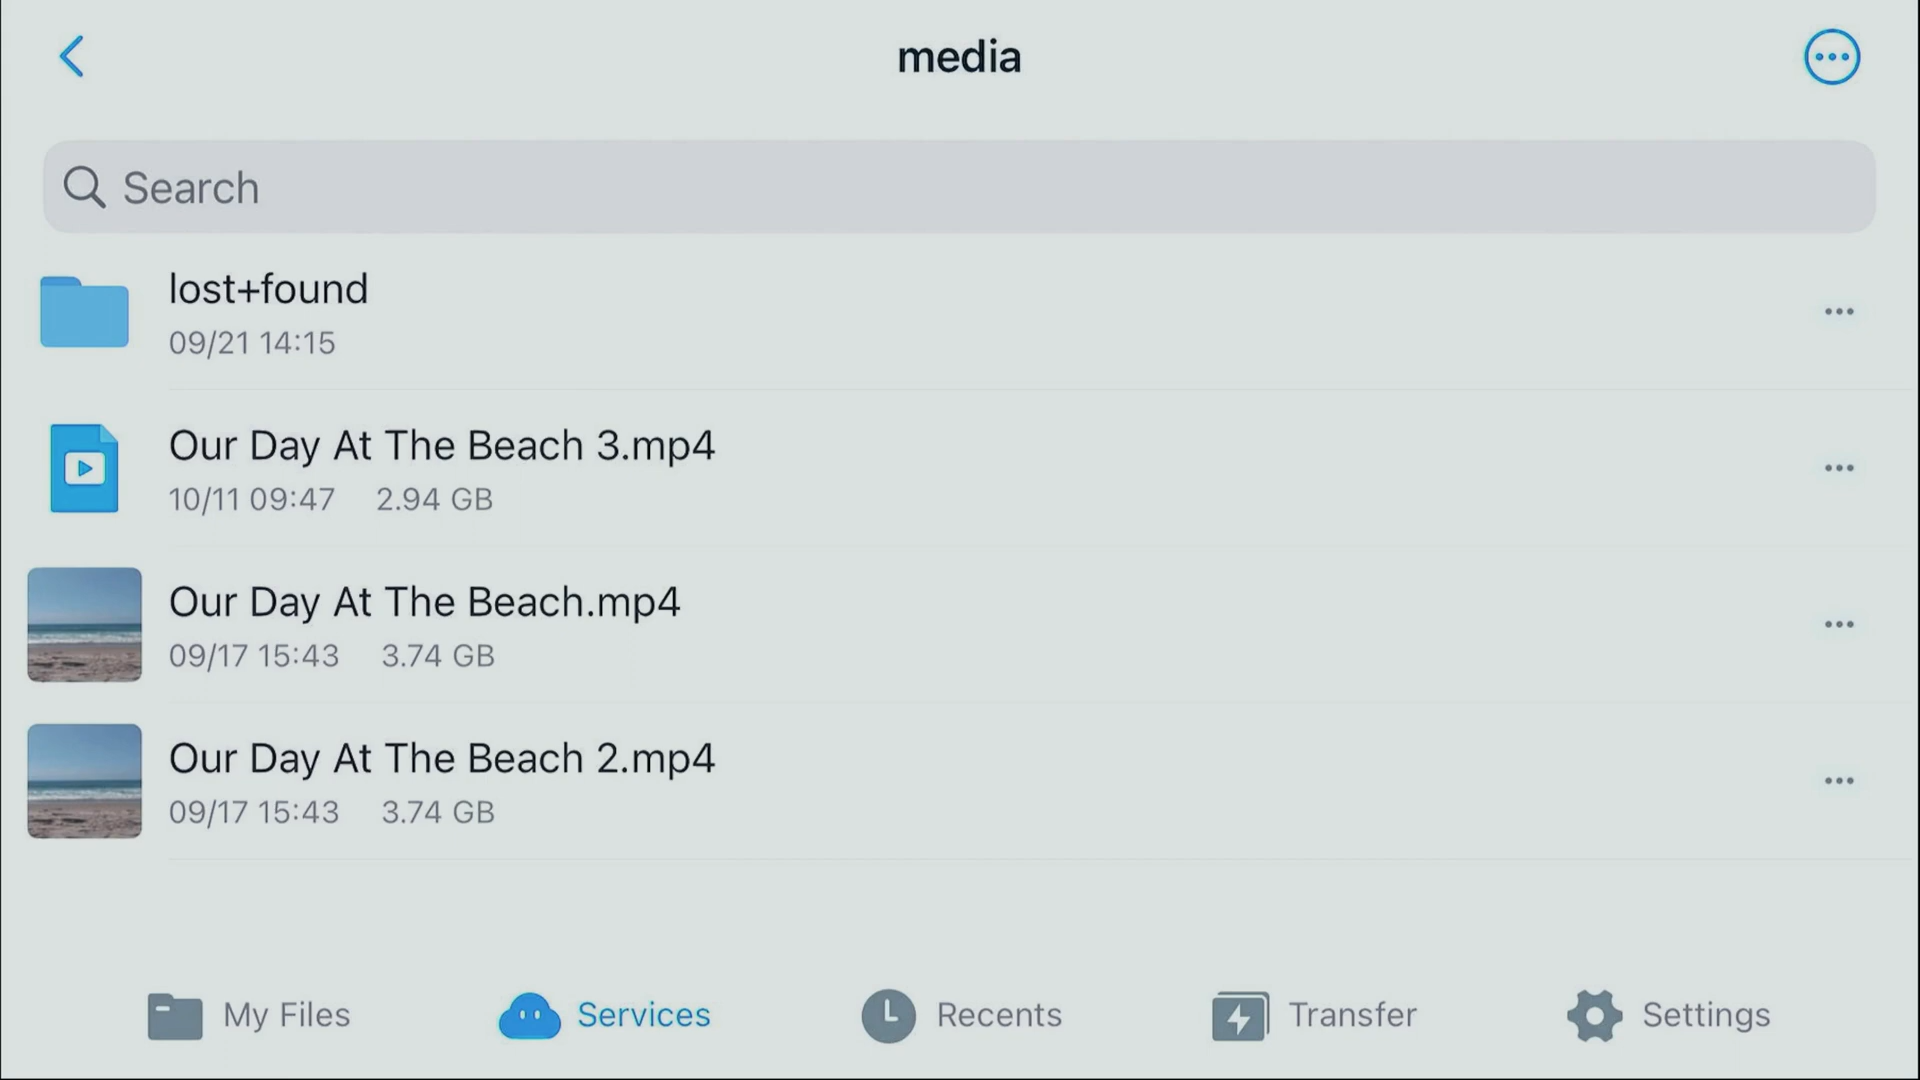 media
Search
lost+found
09/21 14:15
Our Day At The Beach 3.mp4
10/11 09:47 2.94 GB
Our Day At The Beach.mp4
09/17 15:43 3.74 GB
Our Day At The Beach 2.mp4
09/17 15:43 3.74 GB
My Files Services Recents Transfer Settings